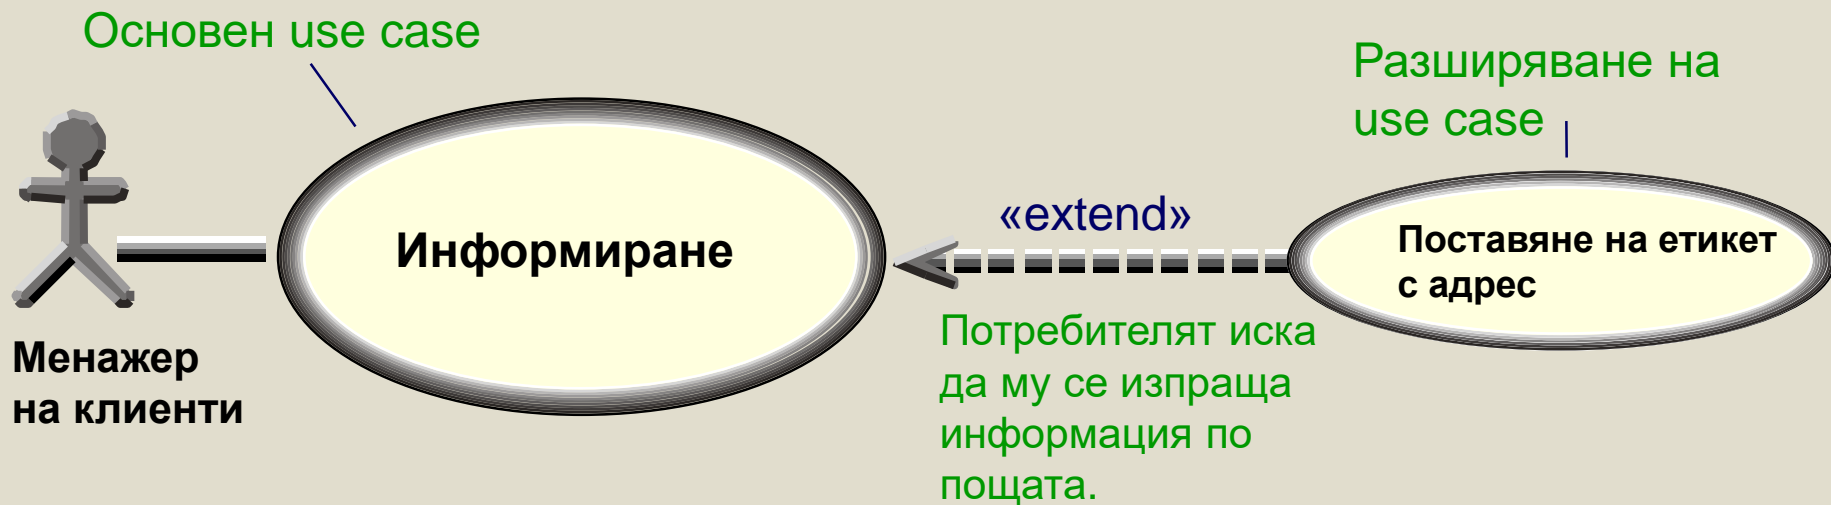 Основен use case
Разширяване на
use case
«extend»
Информиране
Поставяне на етикет
с адрес
Потребителят иска
да му се изпраща
информация по
пощата.
Менажер
на клиенти